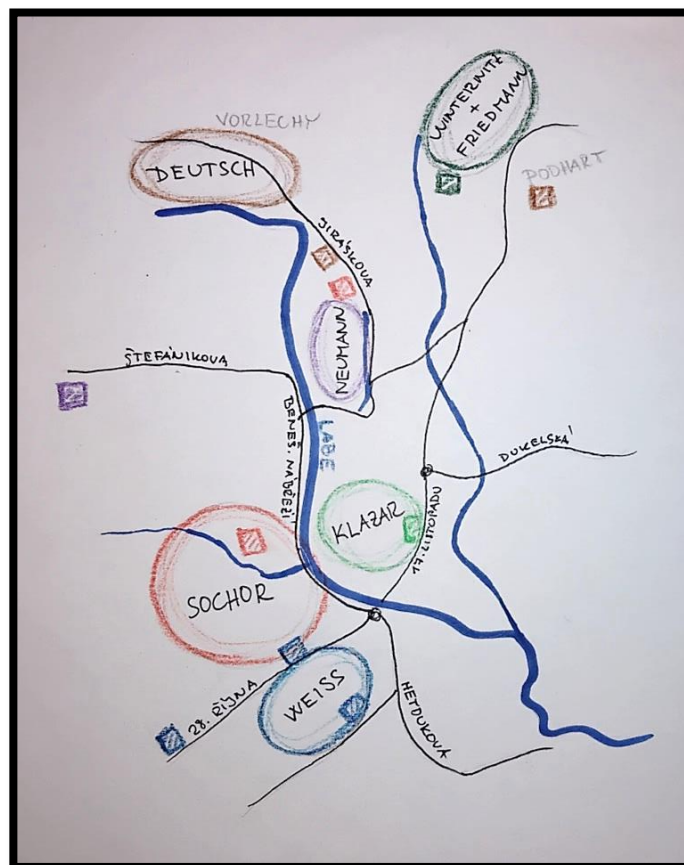 VORLECHY
DEUTSCH
WINTERNITZ
+
FRIEDMANN
PODHART
JIRÁSKOVA
NEUMANN
ŠTEFÁNIKOVA
BENEŠ. NÁBŘEŽÍ
LABE
DUKELSKÁ
KLAZAR
17. LISTOPADU
SOCHOR
28. ŘÍJNA
WEISS
HEYDUKOVA